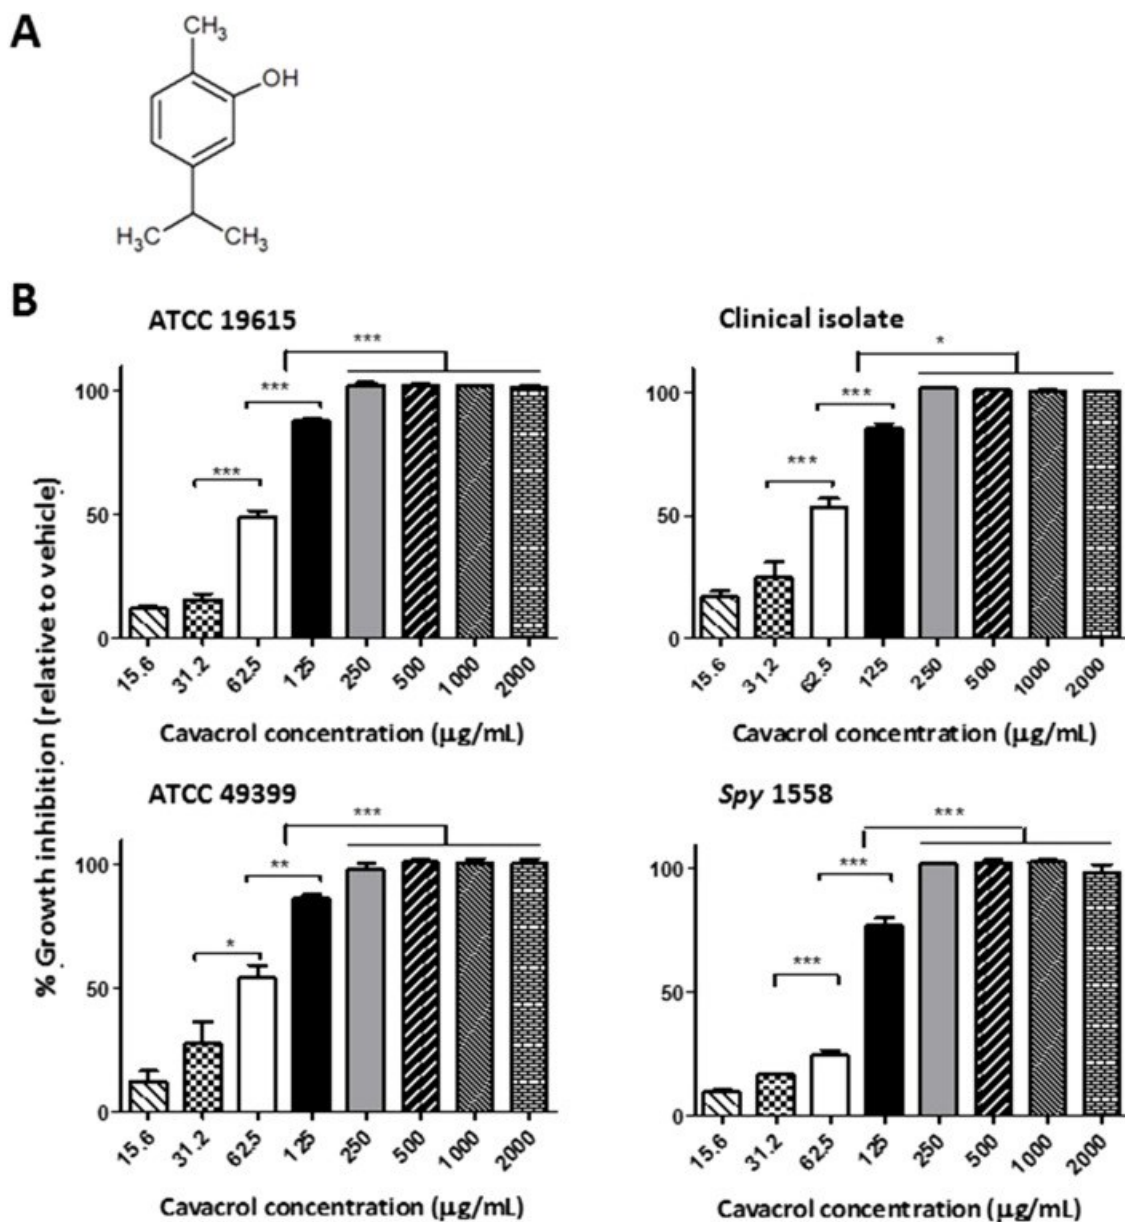 A
CH3
OH
H3C
CH3
B
% Growth inhibition (relative to vehicle)
ATCC 19615
***
***
***
100
50
0
15.6 31.2 62.5 125 250 500 1000 2000
Cavacrol concentration (µg/mL)
Clinical isolate
*
***
***
100
50
0
15.6 31.2 62.5 125 250 500 1000 2000
Cavacrol concentration (µg/mL)
ATCC 49399
***
**
*
100
50
0
15.6 31.2 62.5 125 250 500 1000 2000
Cavacrol concentration (µg/mL)
Spy 1558
***
***
***
100
50
0
15.6 31.2 62.5 125 250 500 1000 2000
Cavacrol concentration (µg/mL)